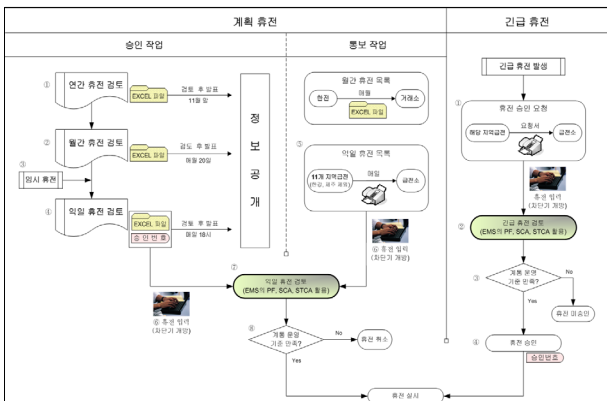 계획 휴전
긴급 휴전
승인 작업
통보 작업
① 연간 휴전 검토
EXCEL 파일
검토 후 발표
11월 말
② 월간 휴전 검토
EXCEL 파일
검토 후 발표
매월 20일
③ 임시 휴전
④ 익일 휴전 검토
EXCEL 파일
승인번호
검토 후 발표
매일 18시
정보공개
월간 휴전 목록
한전
매월
거래소
EXCEL 파일
⑤ 익일 휴전 목록
11개 지역급전
매일
급전소
⑥ 휴전 입력
(차단기 개방)
⑥ 휴전 입력
(차단기 개방)
⑦ 익일 휴전 검토
(EMS의 PF, SCA, STCA 활용)
⑧ 계통 운영
기준 만족?
No
휴전 취소
Yes
긴급 휴전 발생
① 휴전 승인 요청
해당 지역급전
요청서
급전소
휴전 입력
(차단기 개방)
② 긴급 휴전 검토
(EMS의 PF, SCA, STCA 활용)
③ 계통 운영
기준 만족?
No
휴전 미승인
Yes
④ 휴전 승인
승인번호
휴전 실시